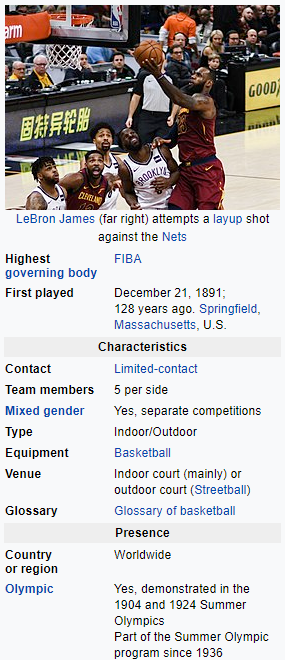 arm
GOOD
固特异轮胎
CLEVELAND
BROOKLYN
LeBron James (far right) attempts a layup shot
against the Nets
Highest
governing body
FIBA
First played
December 21, 1891;
128 years ago. Springfield,
Massachusetts, U.S.
Characteristics
Contact
Limited-contact
Team members
5 per side
Mixed gender
Yes, separate competitions
Type
Indoor/Outdoor
Equipment
Basketball
Venue
Indoor court (mainly) or
outdoor court (Streetball)
Glossary
Glossary of basketball
Presence
Country
or region
Worldwide
Olympic
Yes, demonstrated in the
1904 and 1924 Summer
Olympics
Part of the Summer Olympic
program since 1936